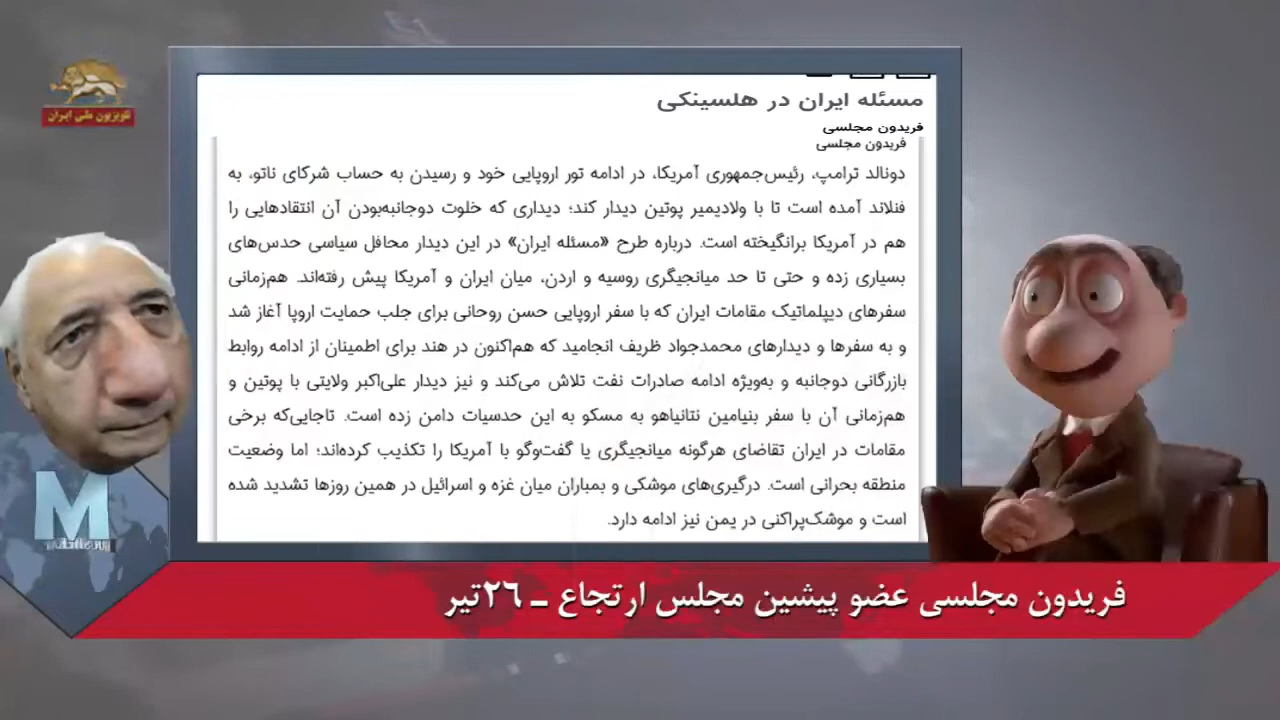 تلویزیون ملی ایران
مسئله ایران در هلسینکی
فریدون مجلسی
فریدون مجلسی
دونالد ترامپ، رئیس‌جمهوری آمریکا، در ادامه تور اروپایی خود و رسیدن به حساب شرکای ناتو، به
فنلاند آمده است تا با ولادیمیر پوتین دیدار کند؛ دیداری که خلوت دوجانبه‌بودن آن انتقادهایی را
هم در آمریکا برانگیخته است. درباره طرح «مسئله ایران» در این دیدار محافل سیاسی حدس‌های
بسیاری زده و حتی تا حد میانجیگری روسیه و اردن، میان ایران و آمریکا پیش رفته‌اند. هم‌زمانی
سفرهای دیپلماتیک مقامات ایران که با سفر اروپایی حسن روحانی برای جلب حمایت اروپا آغاز شد
و به سفرها و دیدارهای محمدجواد ظریف انجامید که هم‌اکنون در هند برای اطمینان از ادامه روابط
بازرگانی دوجانبه و به‌ویژه ادامه صادرات نفت تلاش می‌کند و نیز دیدار علی‌اکبر ولایتی با پوتین و
هم‌زمانی آن با سفر بنیامین نتانیاهو به مسکو به این حدسیات دامن زده است. تاجایی‌که برخی
مقامات در ایران تقاضای هرگونه میانجیگری یا گفت‌وگو با آمریکا را تکذیب کرده‌اند؛ اما وضعیت
منطقه بحرانی است. درگیری‌های موشکی و بمباران میان غزه و اسرائیل در همین روزها تشدید شده
است و موشک‌پراکنی در یمن نیز ادامه دارد.
M
فریدون مجلسی عضو پیشین مجلس ارتجاع ـ ۲۶تیر